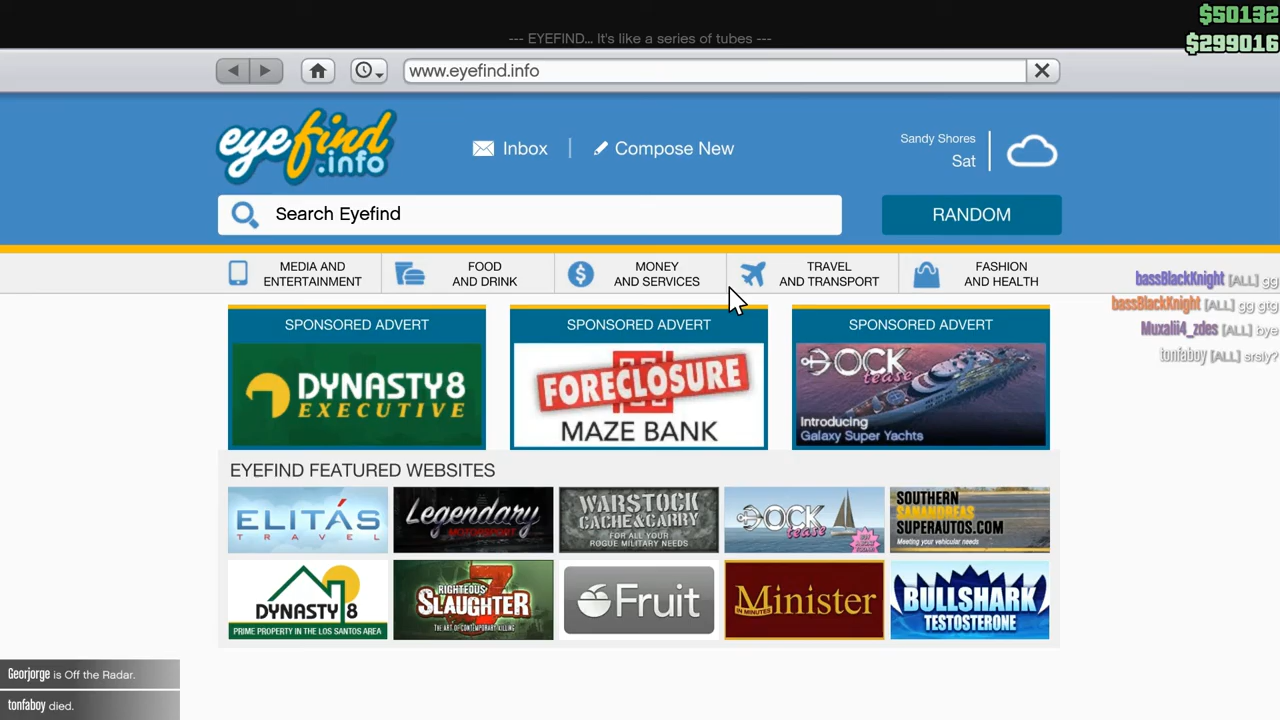 $50132
--- EYEFIND... It's like a series of tubes ---
$299016
www.eyefind.info
eyefind.info
Inbox
Compose New
Sandy Shores
Sat
Search Eyefind
RANDOM
MEDIA AND
ENTERTAINMENT
FOOD
AND DRINK
MONEY
AND SERVICES
TRAVEL
AND TRANSPORT
FASHION
AND HEALTH
bassBlackKnight [ALL] gg
bassBlackKnight [ALL] gg gtg
Muxalii4_zdes [ALL] bye
tonfaboy [ALL] srsly?
SPONSORED ADVERT
DYNASTY8
EXECUTIVE
SPONSORED ADVERT
FORECLOSURE
MAZE BANK
SPONSORED ADVERT
DOCK
tease
Introducing
Galaxy Super Yachts
EYEFIND FEATURED WEBSITES
ELITÁS
TRAVEL
Legendary
MOTORSPORT
WARSTOCK
CACHE&CARRY
FOR ALL YOUR
ROGUE MILITARY NEEDS
DOCK
tease
SOUTHERN
SANANDREAS
SUPERAUTOS.COM
Meeting your vehicular needs
DYNASTY 8
PRIME PROPERTY IN THE LOS SANTOS AREA
RIGHTEOUS
SLAUGHTER
7
THE ART OF CONTEMPORARY KILLING
Fruit
Minister
IN MINUTES
BULLSHARK
TESTOSTERONE
Georjorge is Off the Radar.
tonfaboy died.